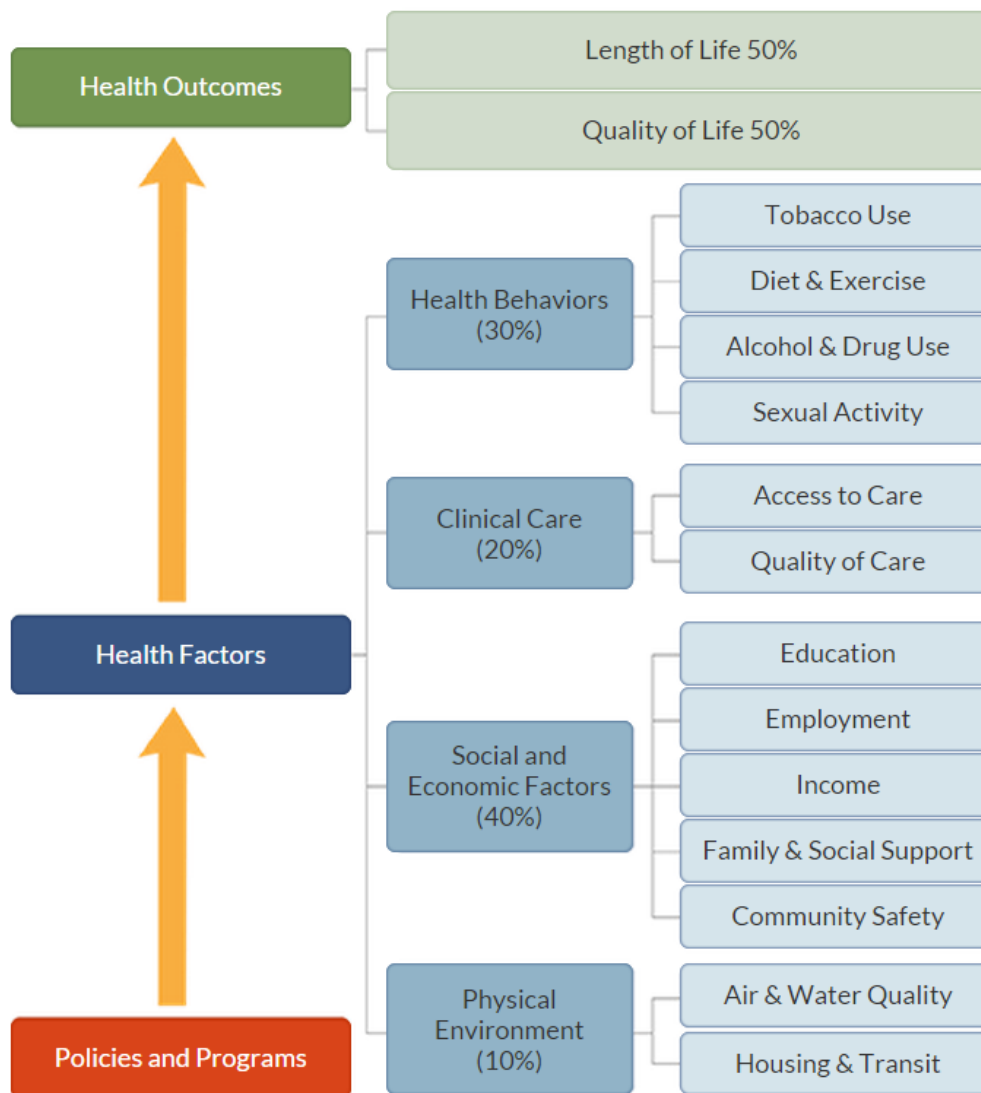 Health Outcomes
Length of Life 50%
Quality of Life 50%
Health Behaviors
(30%)
Tobacco Use
Diet & Exercise
Alcohol & Drug Use
Sexual Activity
Clinical Care
(20%)
Access to Care
Quality of Care
Health Factors
Social and
Economic Factors
(40%)
Education
Employment
Income
Family & Social Support
Community Safety
Physical
Environment
(10%)
Air & Water Quality
Housing & Transit
Policies and Programs